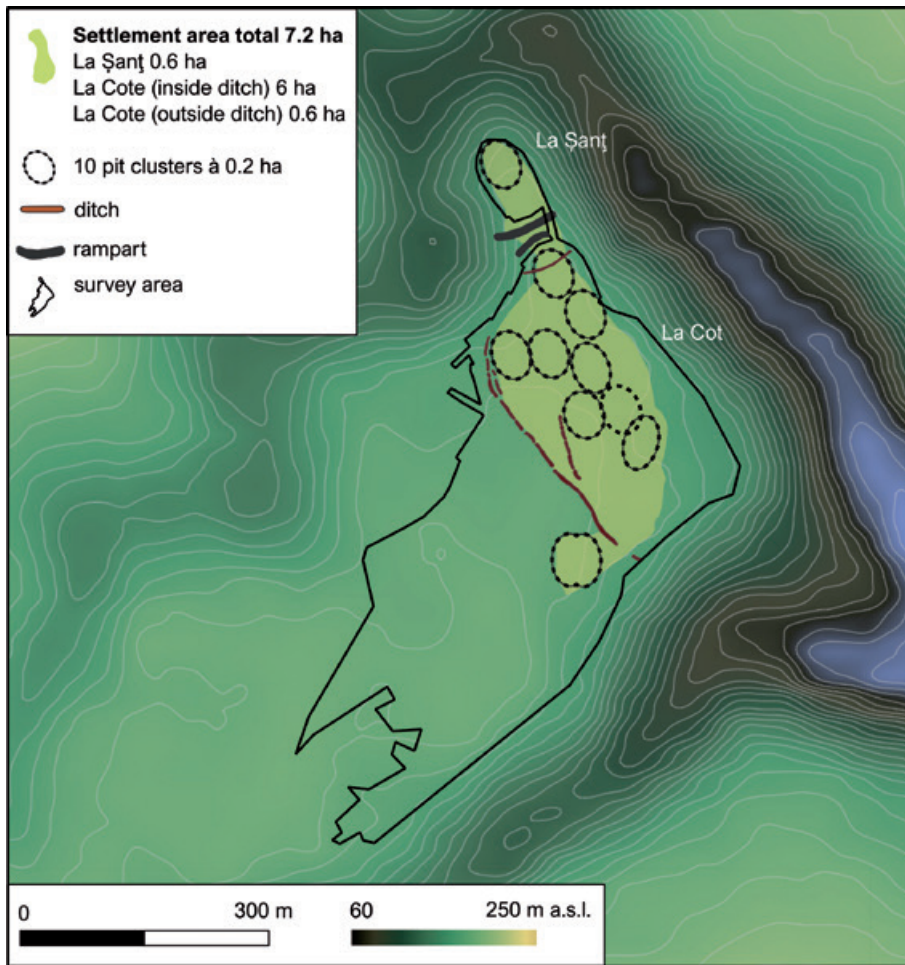 Settlement area total 7.2 ha
La Șanţ 0.6 ha
La Cote (inside ditch) 6 ha
La Cote (outside ditch) 0.6 ha
10 pit clusters à 0.2 ha
ditch
rampart
survey area
La Șanţ
La Cot
0 300 m
60 250 m a.s.l.